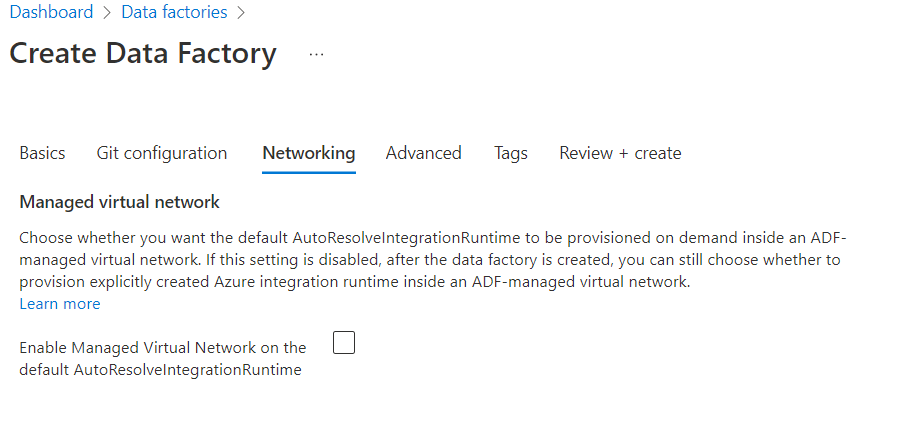 Dashboard > Data factories >
Create Data Factory ...
Basics Git configuration Networking Advanced Tags Review + create
Managed virtual network
Choose whether you want the default AutoResolveIntegrationRuntime to be provisioned on demand inside an ADF-
managed virtual network. If this setting is disabled, after the data factory is created, you can still choose whether to
provision explicitly created Azure integration runtime inside an ADF-managed virtual network.
Learn more
Enable Managed Virtual Network on the
default AutoResolveIntegrationRuntime